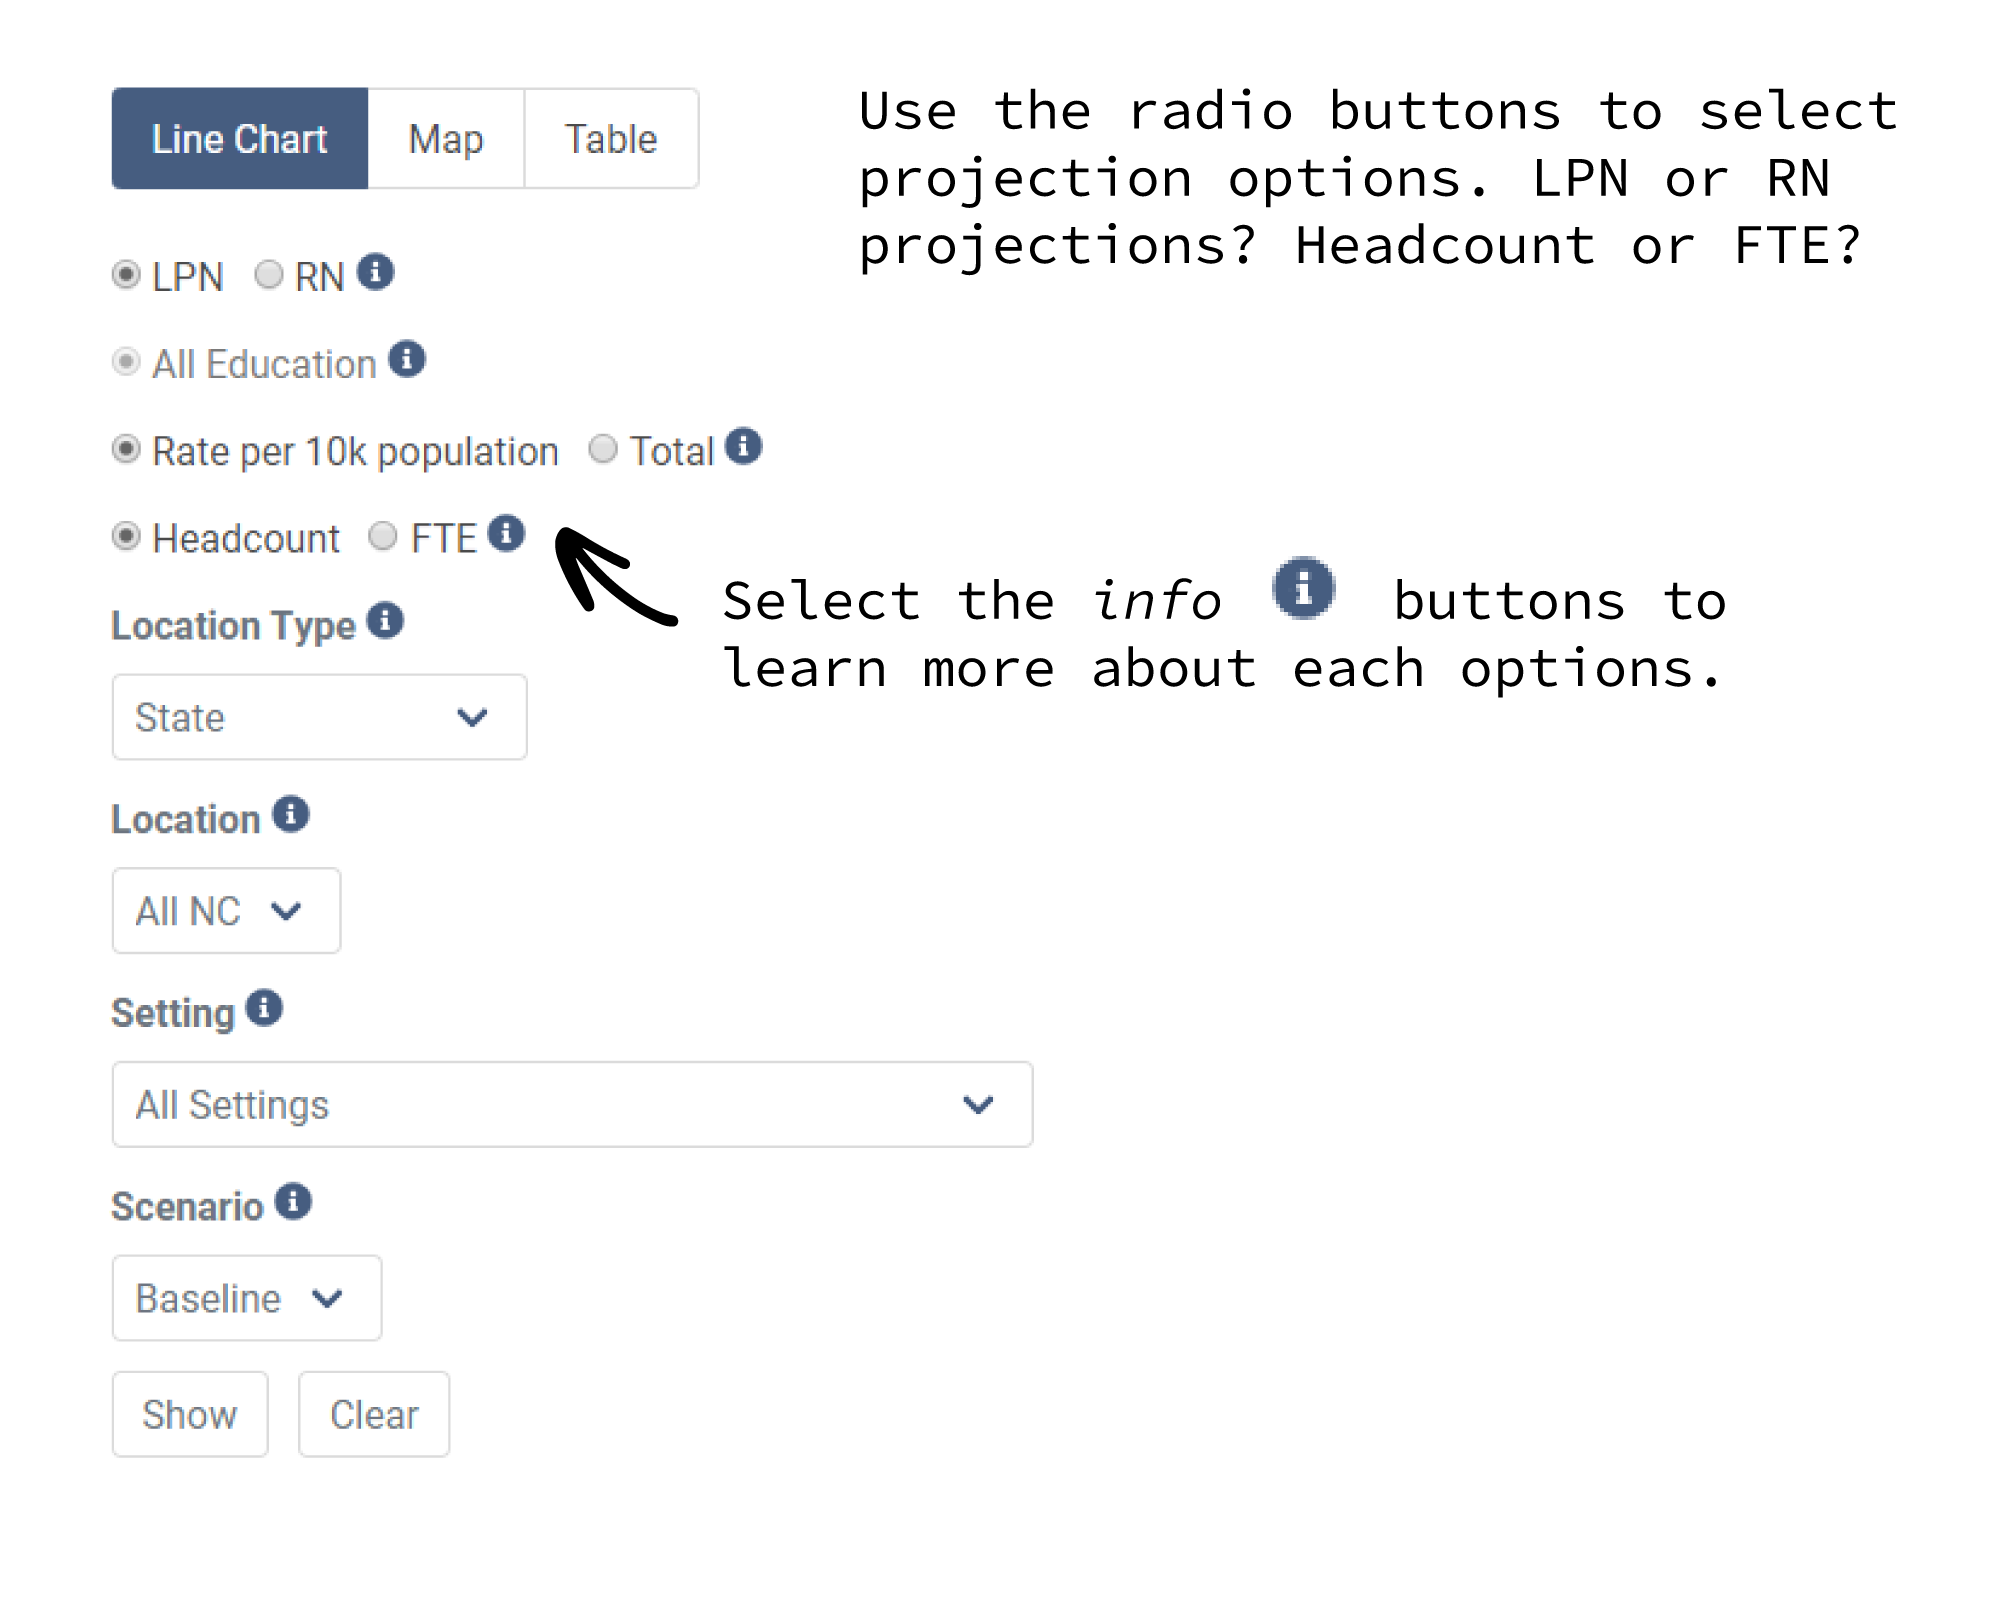 Line Chart Map Table
Use the radio buttons to select
projection options. LPN or RN
projections? Headcount or FTE?
LPN RN
All Education
Rate per 10k population Total
Headcount FTE
Select the info buttons to
learn more about each options.
Location Type
State
Location
All NC
Setting
All Settings
Scenario
Baseline
Show Clear